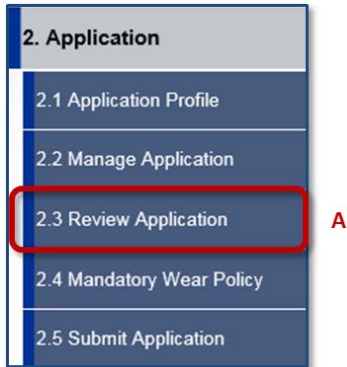 2. Application
2.1 Application Profile
2.2 Manage Application
2.3 Review Application
A
2.4 Mandatory Wear Policy
2.5 Submit Application